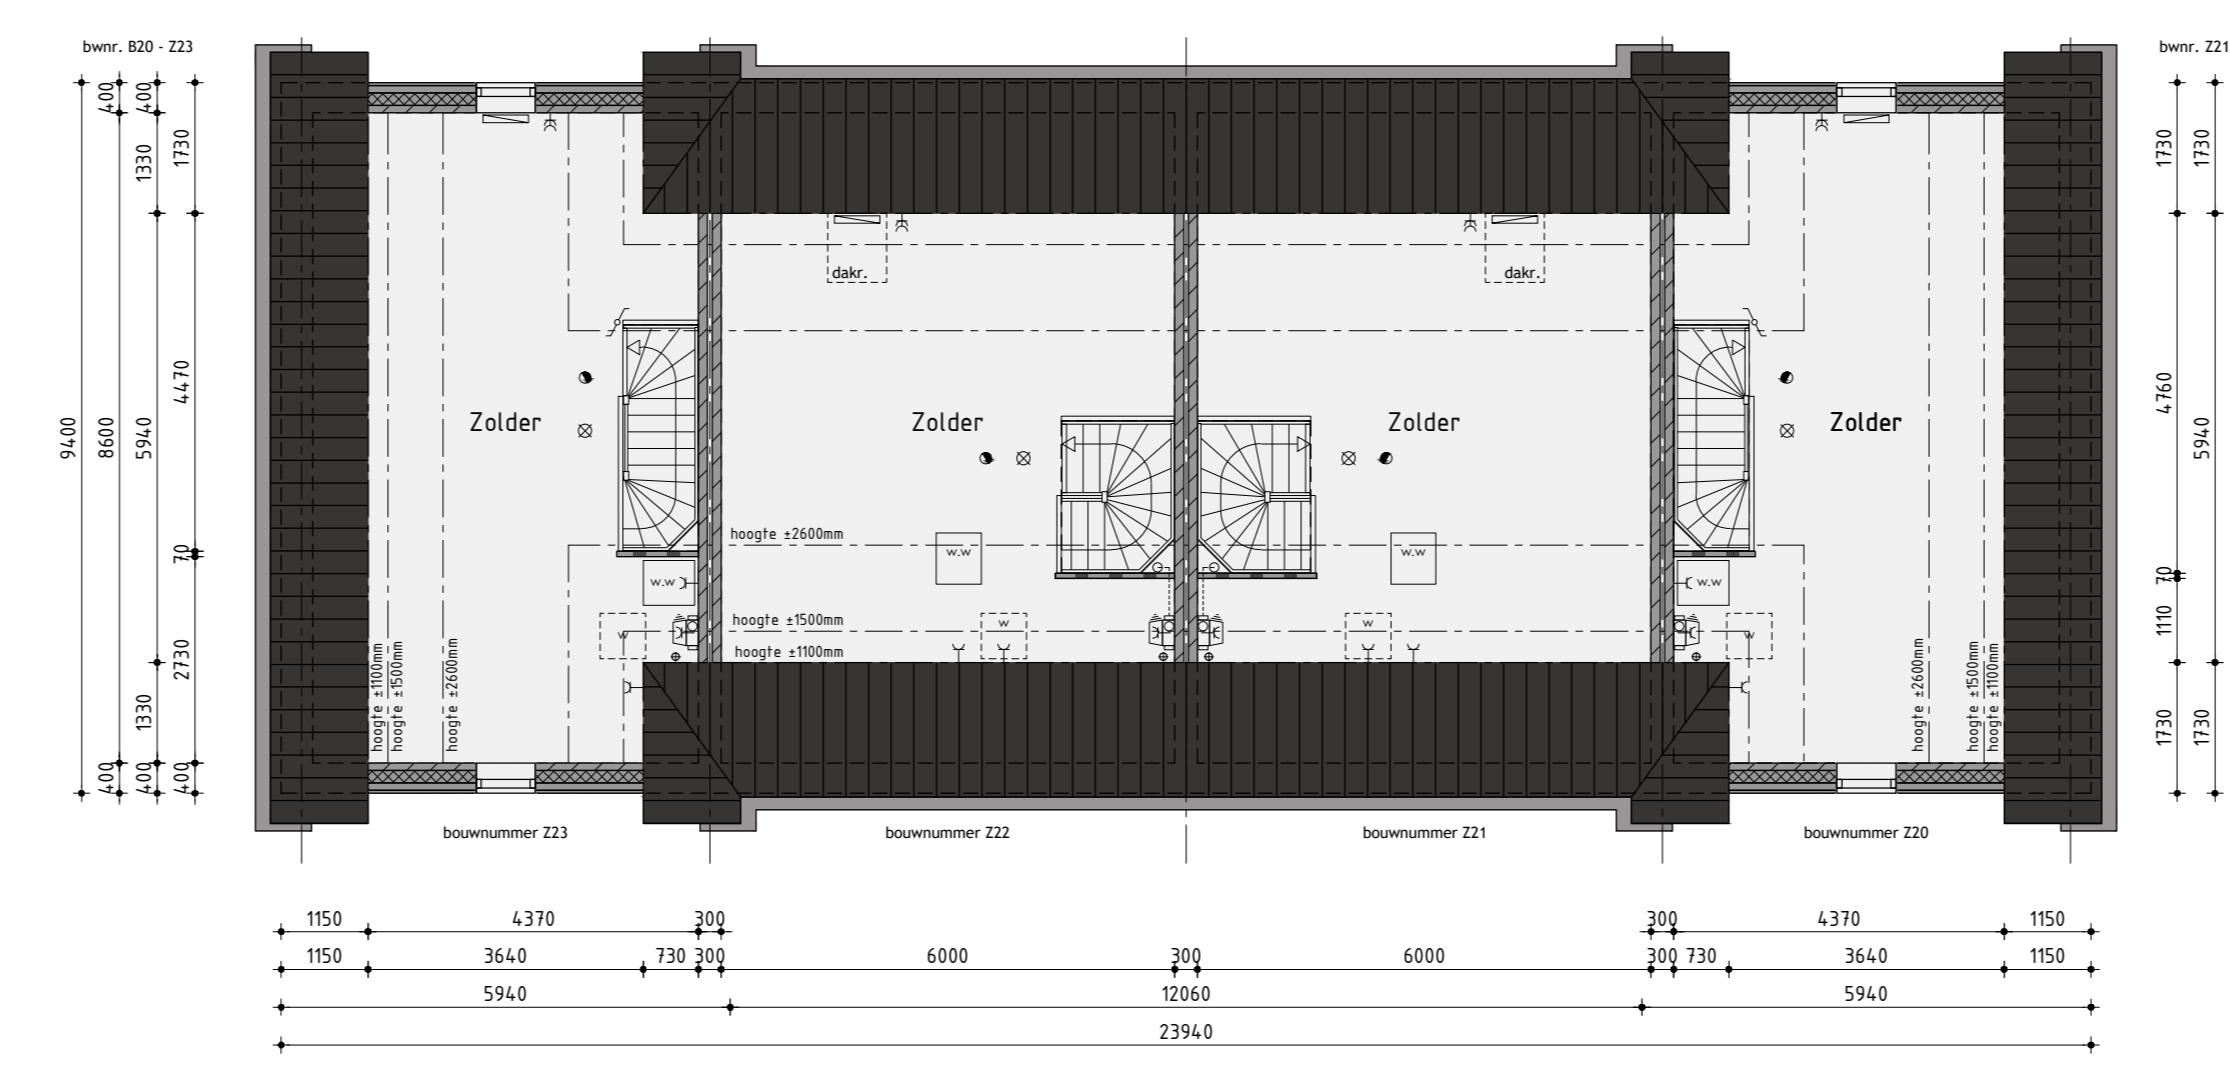 bwnr. B20 - Z23
bwnr. Z21
400
400
1730
1330
9400
8600
5940
4470
70
2730
1330
400
400
400
1730
1730
4760
5940
70
1110
1730
1730
dakr.
dakr.
Zolder
Zolder
Zolder
Zolder
hoogte ±2600mm
hoogte ±1500mm
hoogte ±1100mm
w.w
w.w
w.w
w.w
w
w
w
w
hoogte ±1100mm
hoogte ±1500mm
hoogte ±2600mm
hoogte ±2600mm
hoogte ±1500mm
hoogte ±1100mm
bouwnummer Z23
bouwnummer Z22
bouwnummer Z21
bouwnummer Z20
1150 4370 300 300 4370 1150
1150 3640 730 300 6000 300 6000 300 730 3640 1150
5940 12060 5940
23940